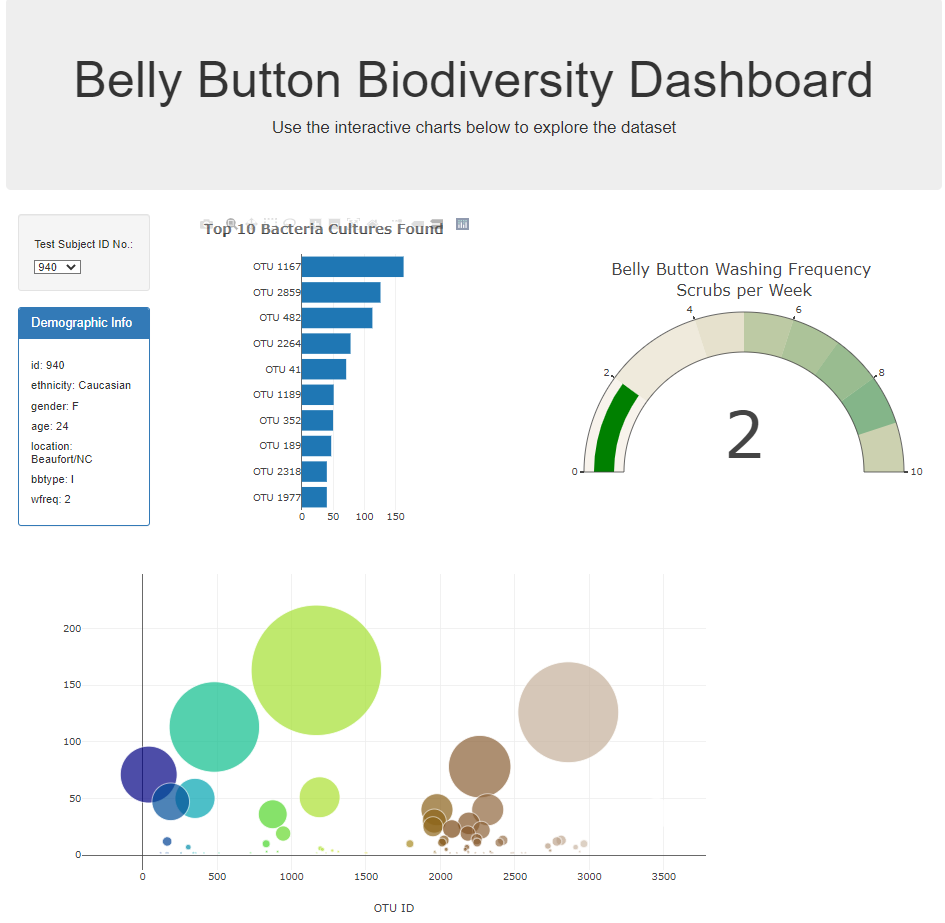 Belly Button Biodiversity Dashboard
Use the interactive charts below to explore the dataset
Test Subject ID No.:
940
Demographic Info
id: 940
ethnicity: Caucasian
gender: F
age: 24
location:
Beaufort/NC
bbtype: I
wfreq: 2
Top 10 Bacteria Cultures Found
OTU 1167
OTU 2859
OTU 482
OTU 2264
OTU 41
OTU 1189
OTU 352
OTU 189
OTU 2318
OTU 1977
0 50 100 150
Belly Button Washing Frequency
Scrubs per Week
0
2
4
6
8
10
2
200
150
100
50
0
0 500 1000 1500 2000 2500 3000 3500
OTU ID